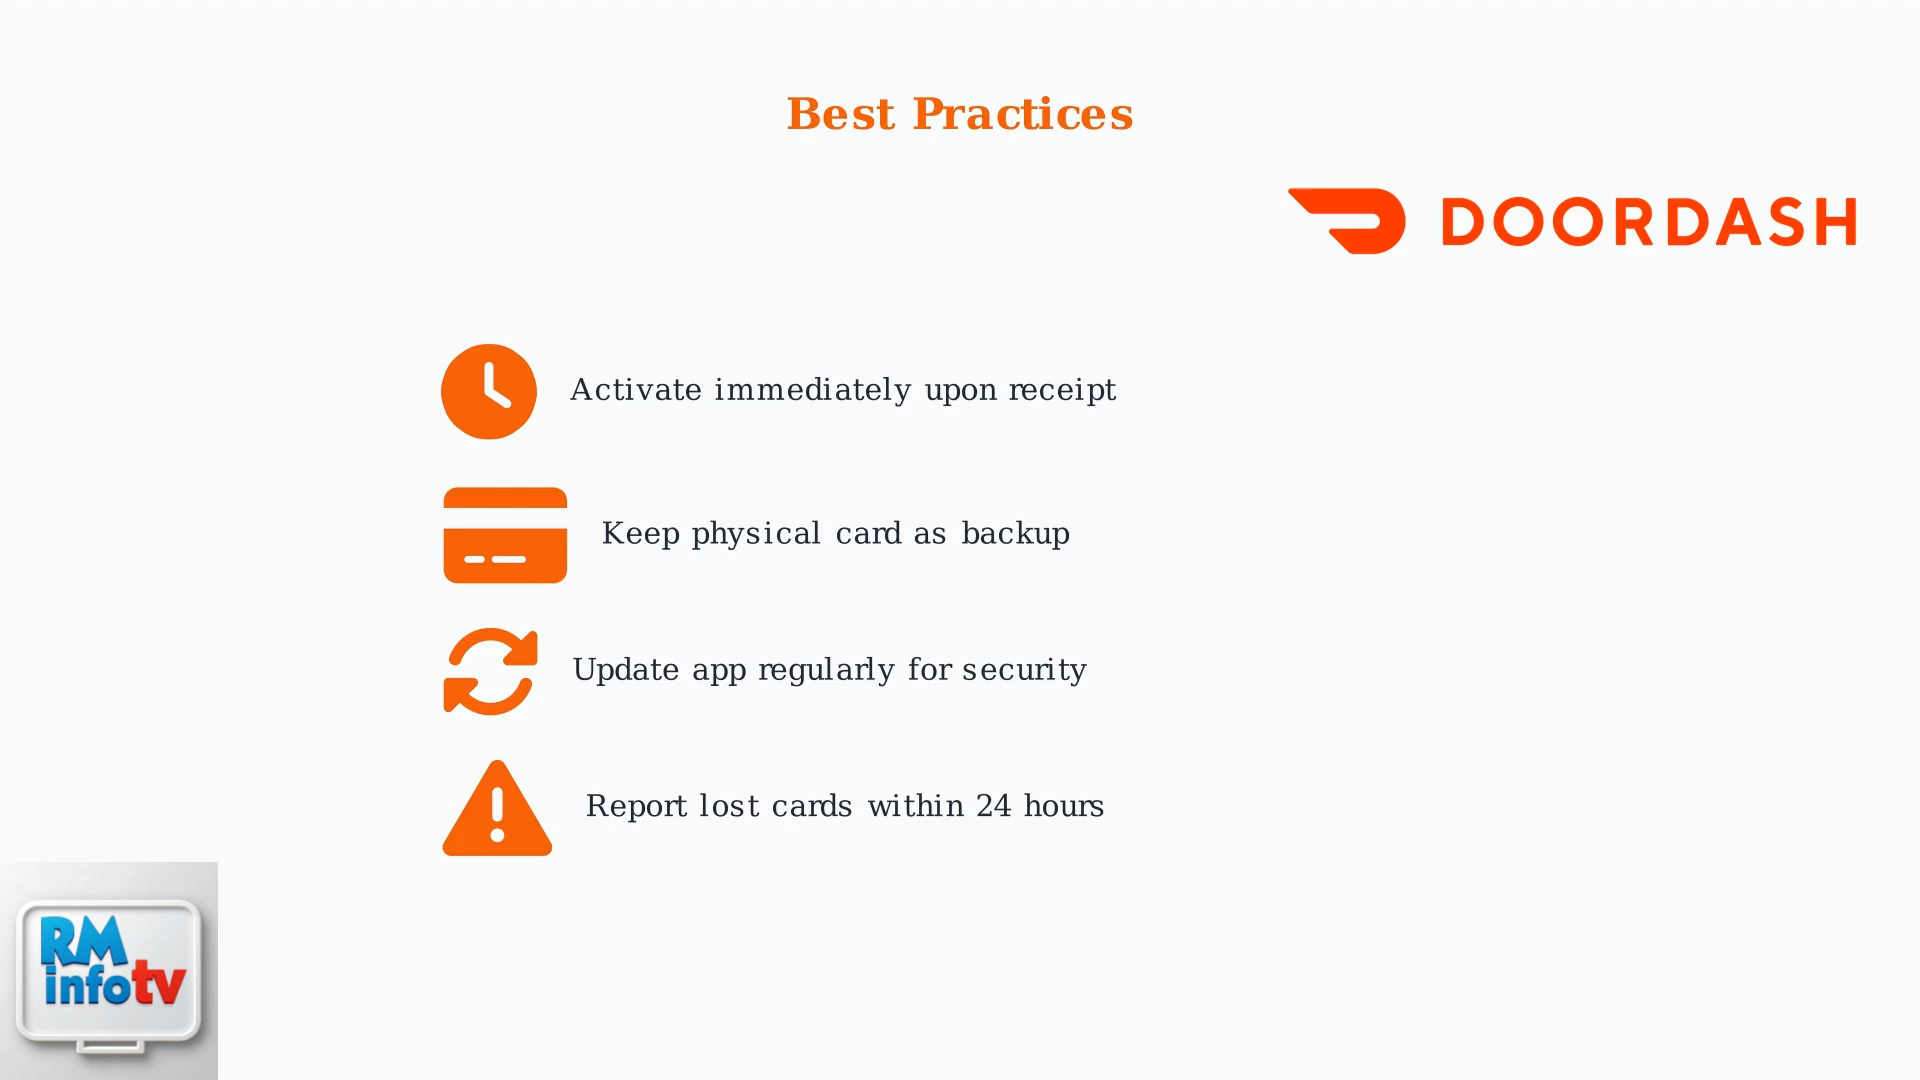 Best Practices
DOORDASH
Activate immediately upon receipt
Keep physical card as backup
Update app regularly for security
Report lost cards within 24 hours
RM
infotv